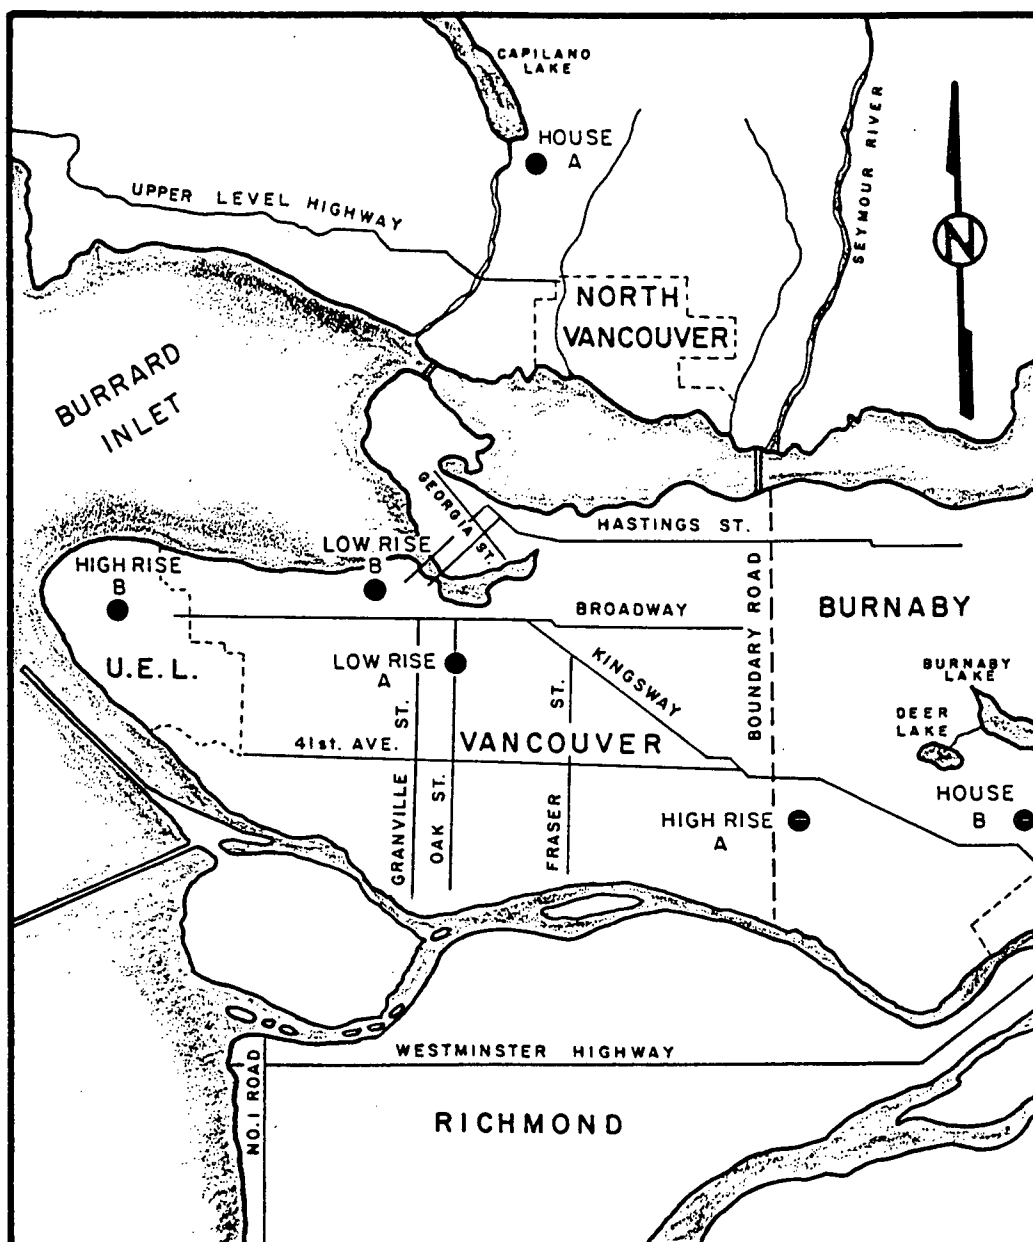 CAPILANO
LAKE
HOUSE
A
SEYMOUR RIVER
UPPER LEVEL HIGHWAY
N
NORTH
VANCOUVER
BURRARD
INLET
GEORGIA ST.
HASTINGS ST.
LOW RISE
B
HIGH RISE
B
BROADWAY
BOUNDARY ROAD
BURNABY
U.E.L.
LOW RISE
A
KINGSWAY
BURNABY
LAKE
DEER
LAKE
41st. AVE.
VANCOUVER
GRANVILLE ST.
OAK ST.
FRASER ST.
HIGH RISE
A
HOUSE
B
WESTMINSTER HIGHWAY
NO. 1 ROAD
RICHMOND